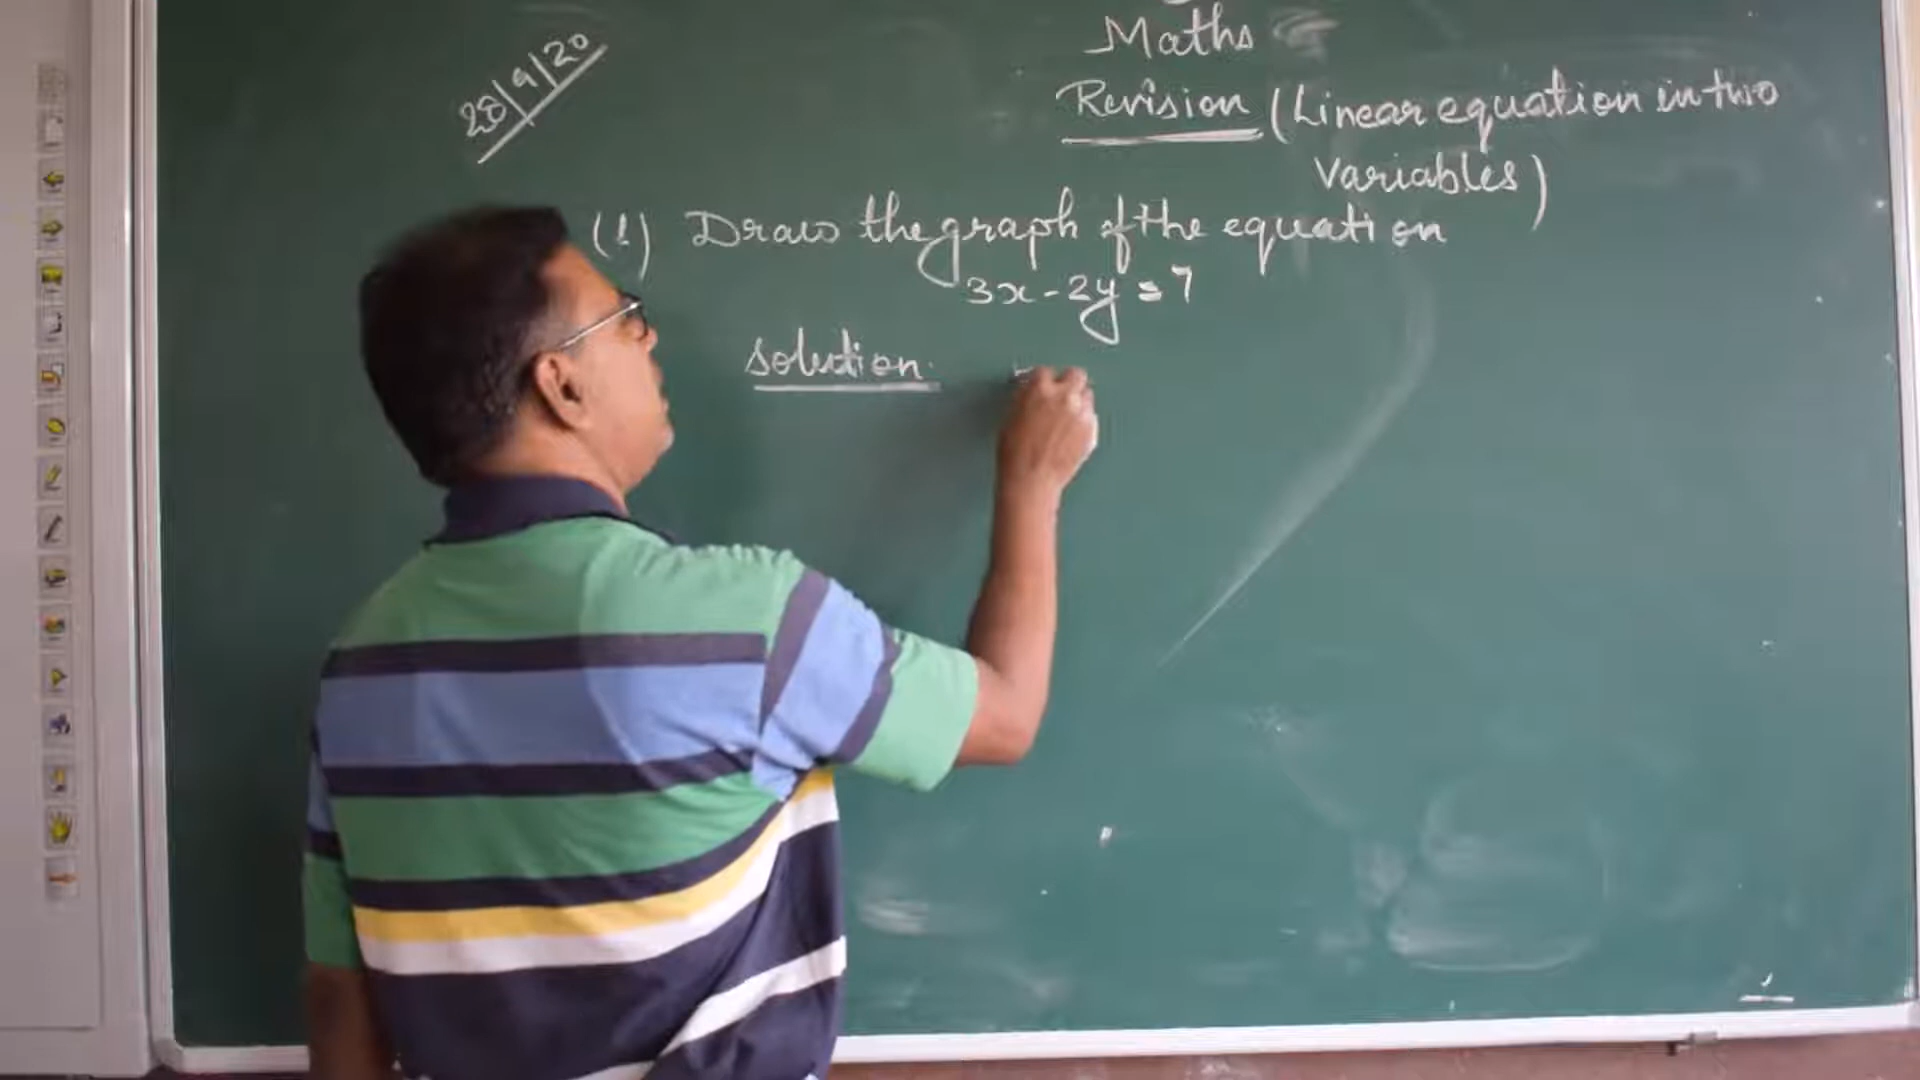 28/9/20
Maths
Revision (Linear equation in two
variables)
(1) Draw the graph of the equation
3x-2y=7
solution.